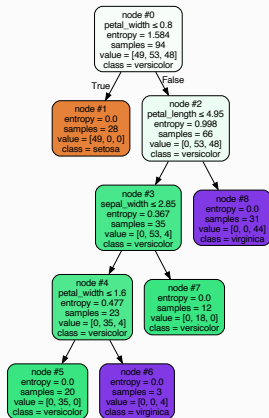 node #0
petal_width ≤ 0.8
entropy = 1.584
samples = 94
value = [49, 53, 48]
class = versicolor
True
False
node #1
entropy = 0.0
samples = 28
value = [49, 0, 0]
class = setosa
node #2
petal_length ≤ 4.95
entropy = 0.998
samples = 66
value = [0, 53, 48]
class = versicolor
node #3
sepal_width ≤ 2.85
entropy = 0.367
samples = 35
value = [0, 53, 4]
class = versicolor
node #8
entropy = 0.0
samples = 31
value = [0, 0, 44]
class = virginica
node #4
petal_width ≤ 1.6
entropy = 0.477
samples = 23
value = [0, 35, 4]
class = versicolor
node #7
entropy = 0.0
samples = 12
value = [0, 18, 0]
class = versicolor
node #5
entropy = 0.0
samples = 20
value = [0, 35, 0]
class = versicolor
node #6
entropy = 0.0
samples = 3
value = [0, 0, 4]
class = virginica